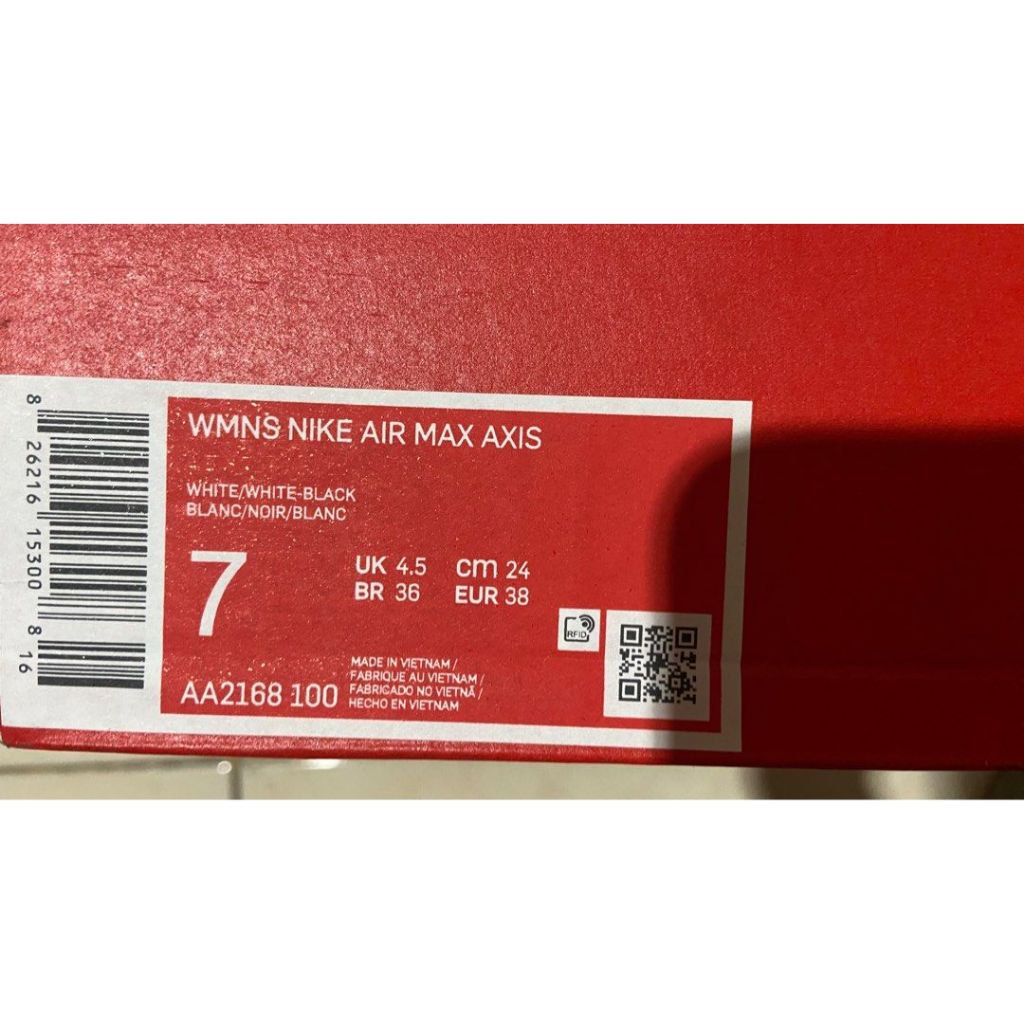 WMNS NIKE AIR MAX AXIS
WHITE/WHITE-BLACK
BLANC/NOIR/BLANC
7
UK 4.5 cm 24
BR 36 EUR 38
RFID
MADE IN VIETNAM /
FABRIQUE AU VIETNAM /
FABRICADO NO VIETNÃ /
HECHO EN VIETNAM
AA2168 100
8 26216 15300 8 16